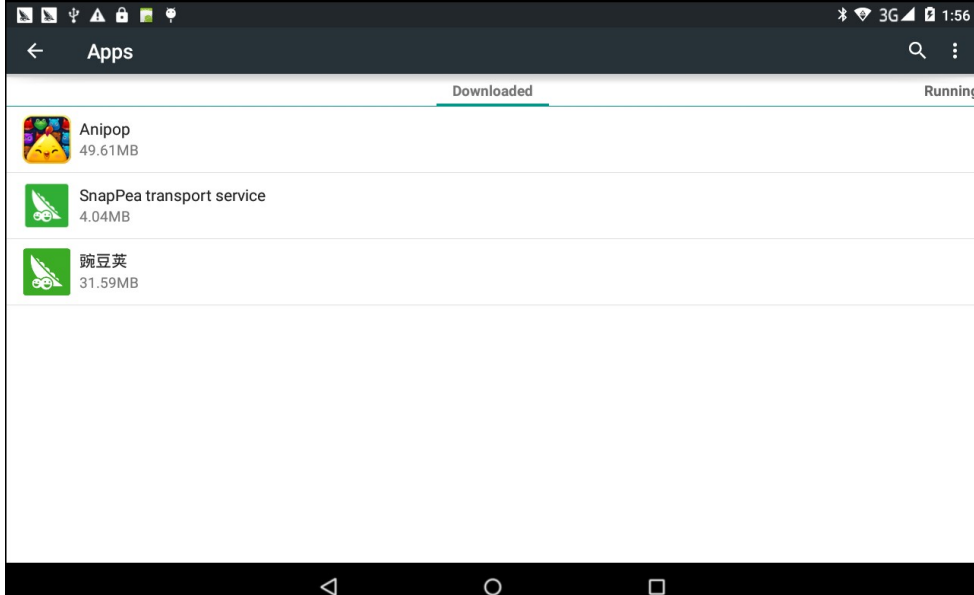 3G 1:56
Apps
Downloaded Running
Anipop
49.61MB
SnapPea transport service
4.04MB
豌豆荚
31.59MB